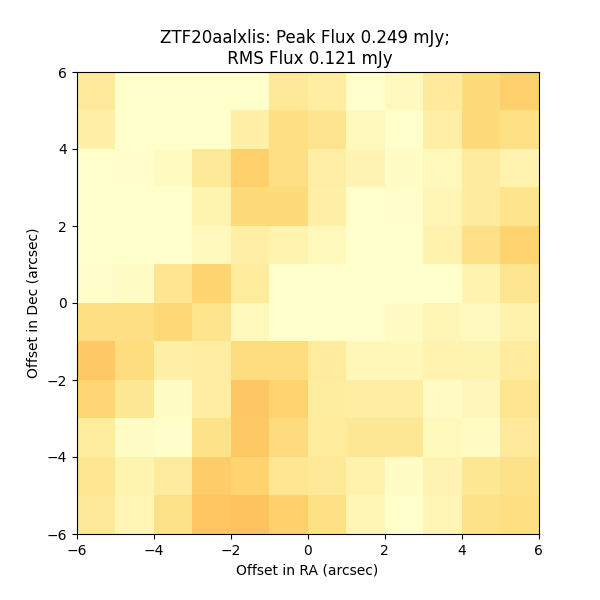 ZTF20aalxlis: Peak Flux 0.249 mJy;
RMS Flux 0.121 mJy
6
4
2
0
−2
−4
−6
Offset in Dec (arcsec)
−6 −4 −2 0 2 4 6
Offset in RA (arcsec)